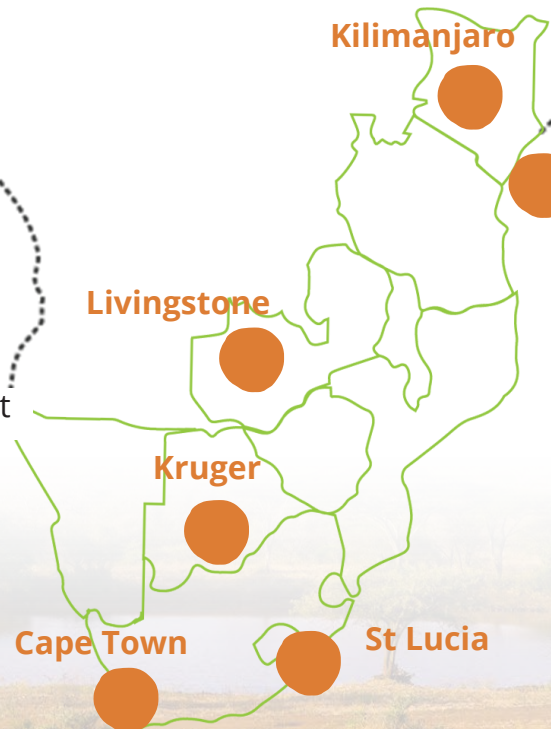 Kilimanjaro
Livingstone
t
Kruger
Cape Town
St Lucia